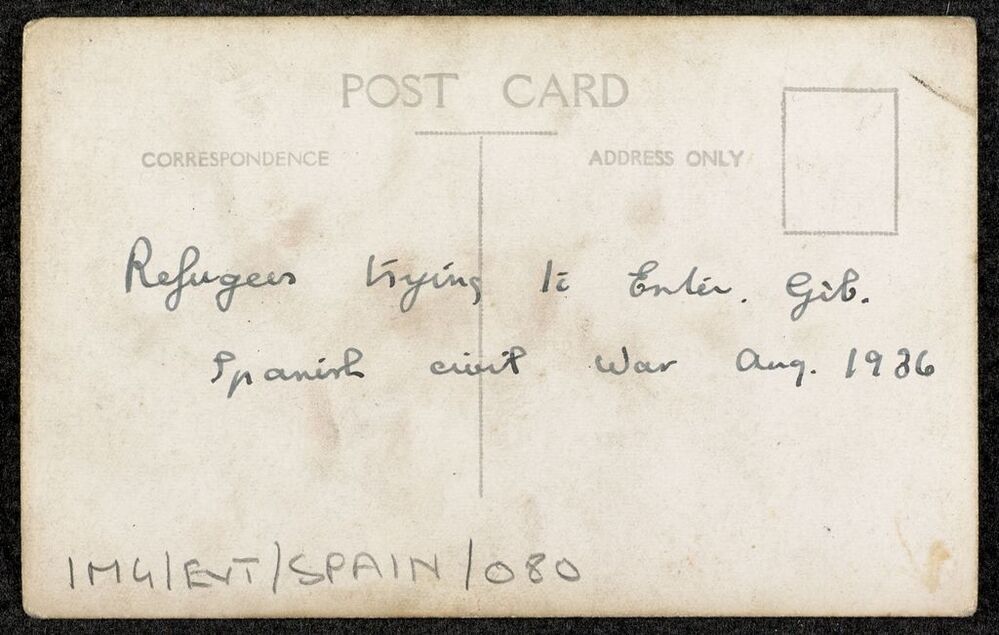 POST CARD
CORRESPONDENCE
ADDRESS ONLY
Refugees trying to Enter. Gib.
Spanish civil war Aug. 1936
IMG/EVT/SPAIN/080